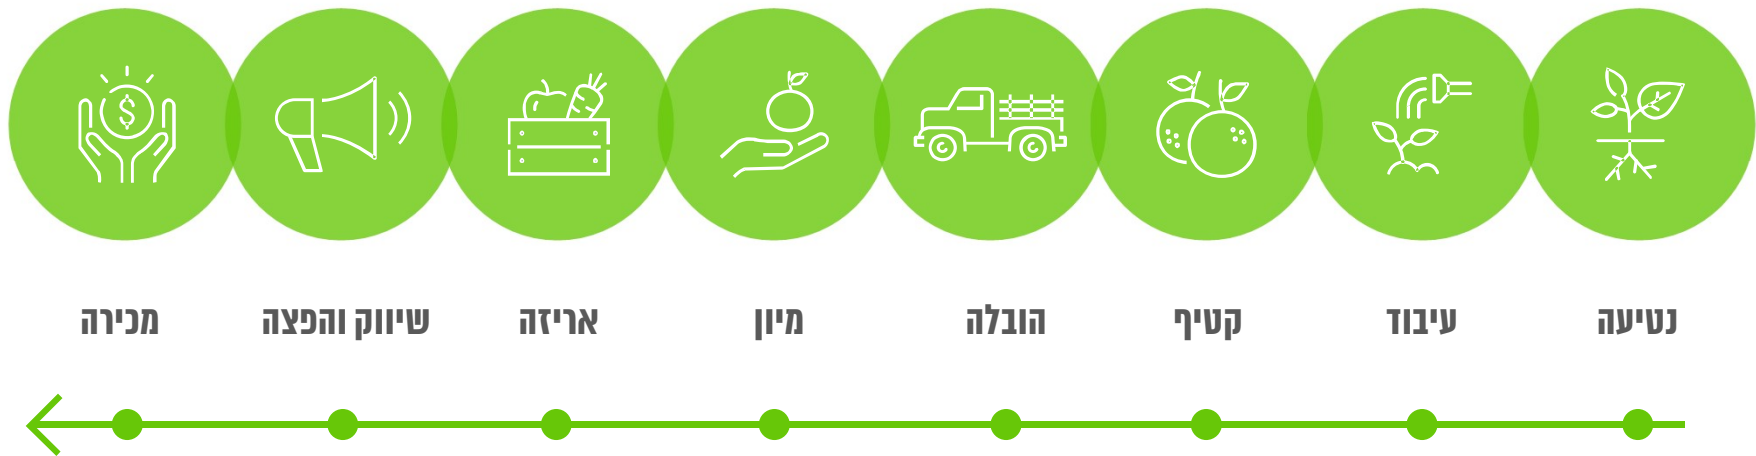 נטיעה
עיבוד
קטיף
הובלה
מיון
אריזה
שיווק והפצה
מכירה